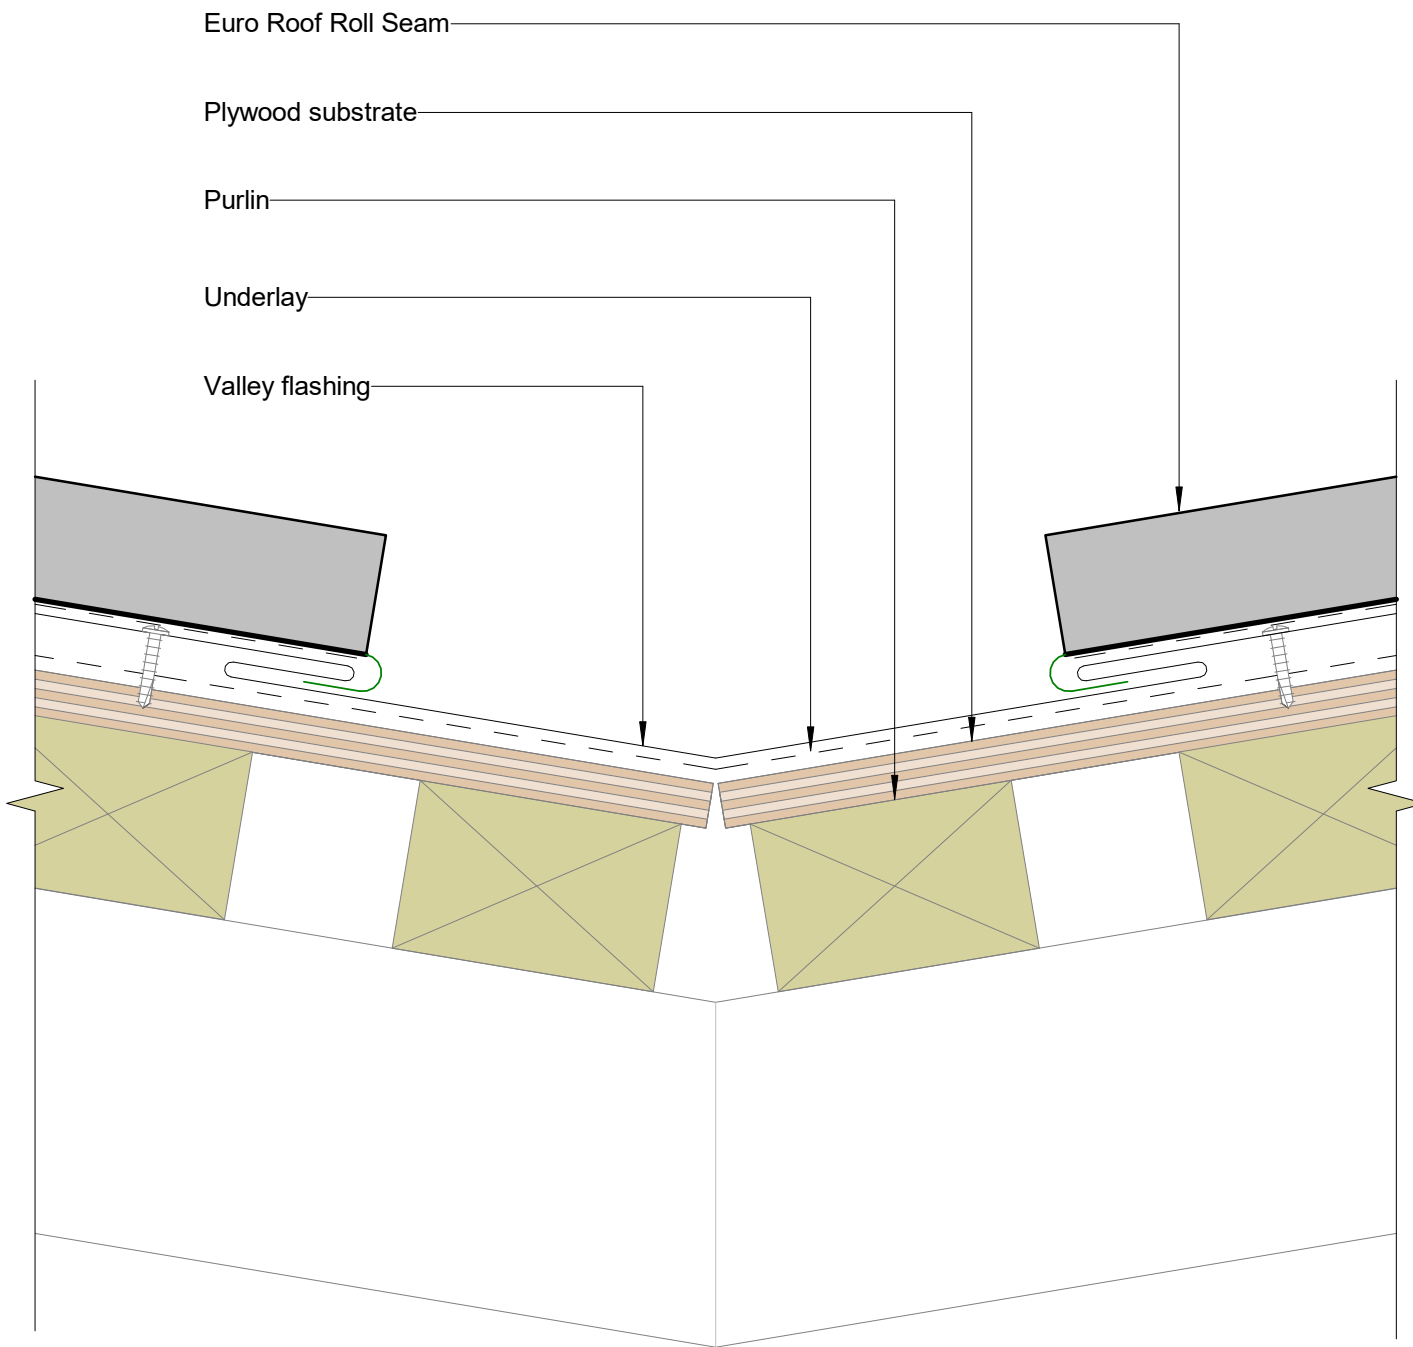 Euro Roof Roll Seam
Plywood substrate
Purlin
Underlay
Valley flashing